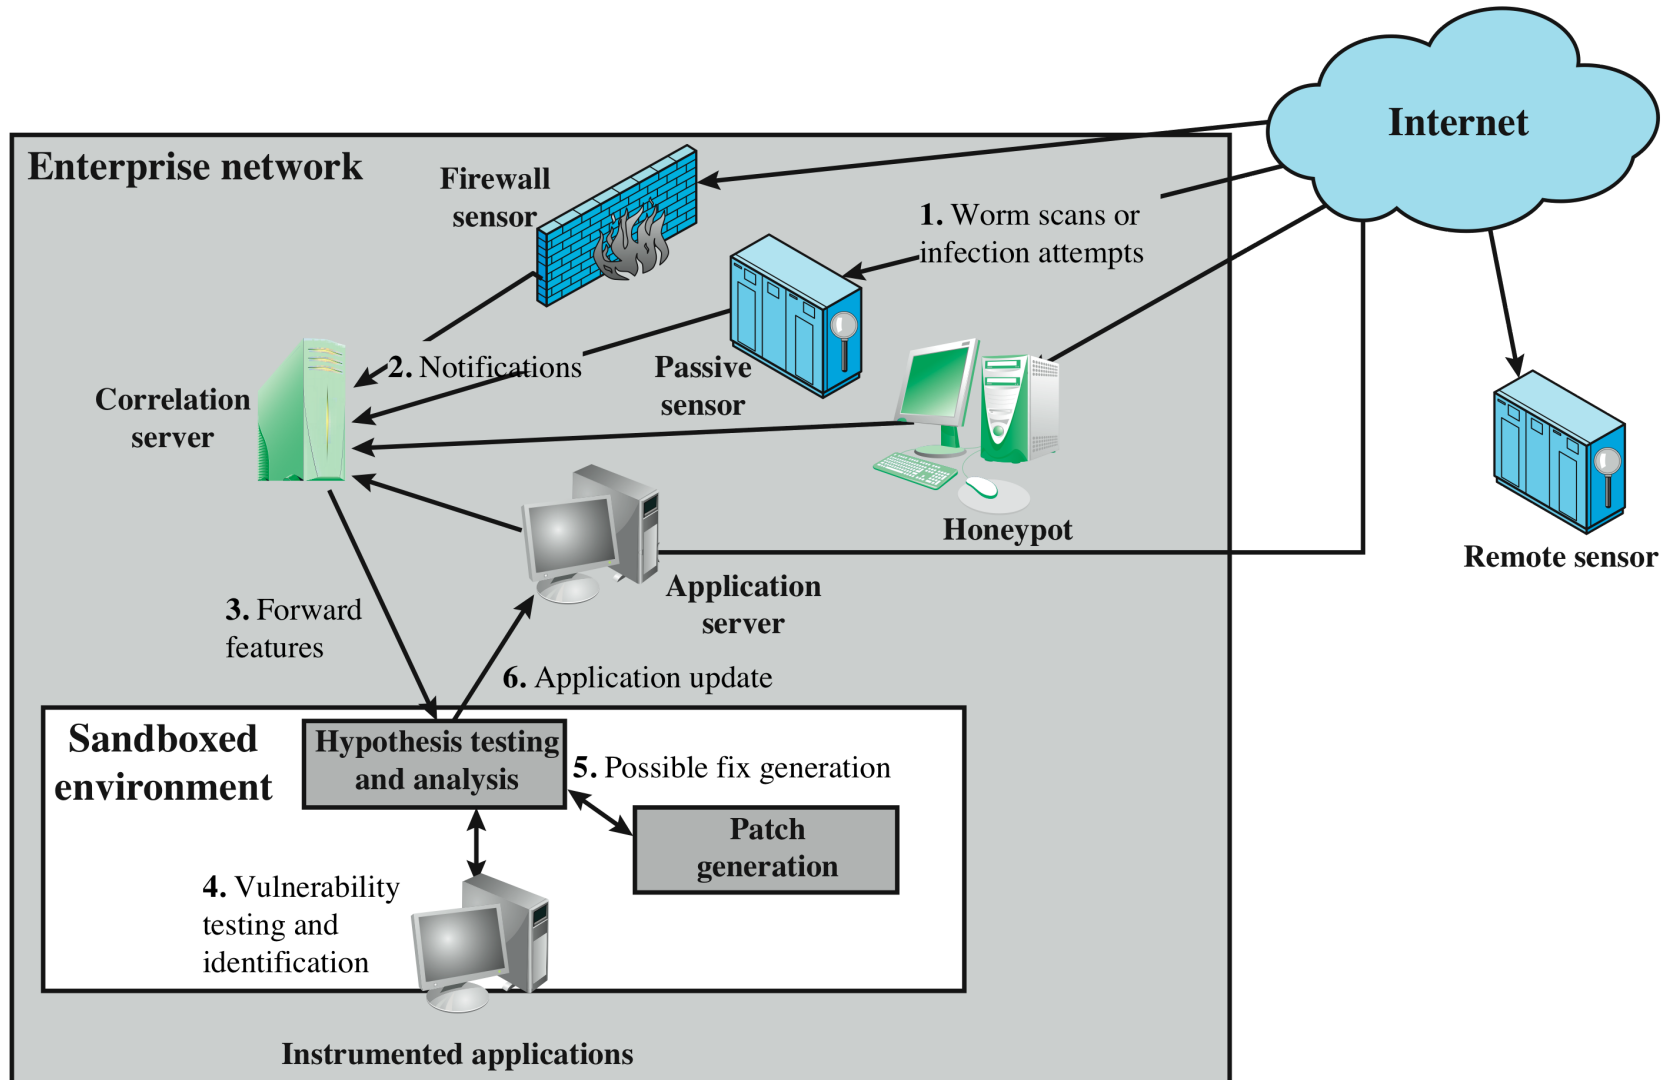 Internet
Enterprise network
Firewall
sensor
1. Worm scans or
infection attempts
2. Notifications
Passive
sensor
Correlation
server
Honeypot
Remote sensor
Application
server
3. Forward
features
6. Application update
Sandboxed
environment
Hypothesis testing
and analysis
5. Possible fix generation
Patch
generation
4. Vulnerability
testing and
identification
Instrumented applications